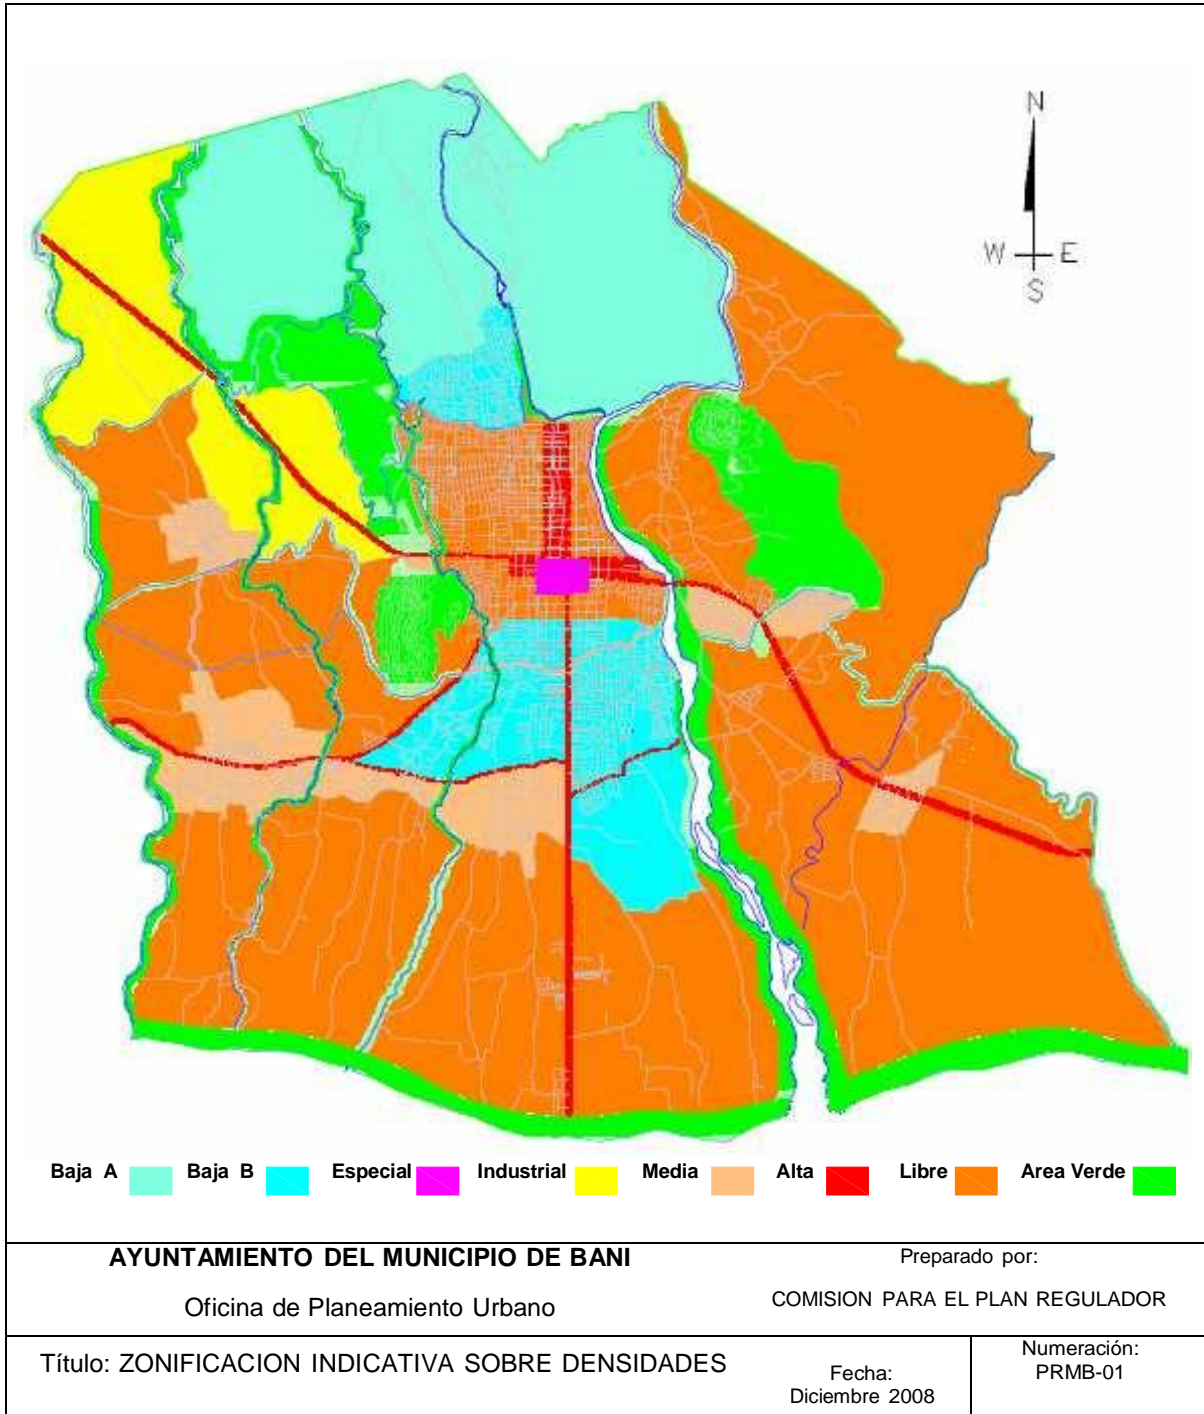 N
W E
S
Baja A Baja B Especial Industrial Media Alta Libre Area Verde
AYUNTAMIENTO DEL MUNICIPIO DE BANI
Oficina de Planeamiento Urbano
Preparado por:
COMISION PARA EL PLAN REGULADOR
Título: ZONIFICACION INDICATIVA SOBRE DENSIDADES
Fecha:
Diciembre 2008
Numeración:
PRMB-01